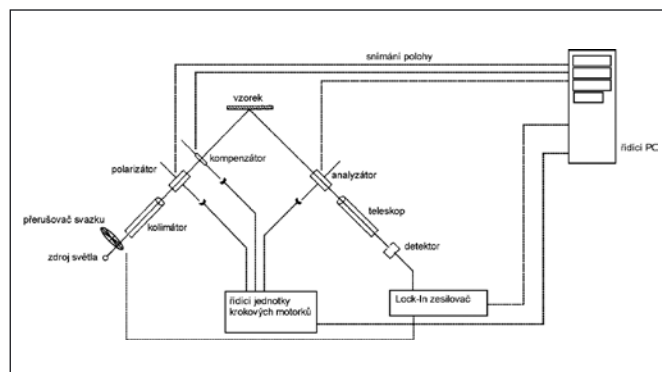 snímání polohy
vzorek
řídicí PC
kompenzátor
polarizátor
analyzátor
teleskop
přerušovač svazku
kolimátor
zdroj světla
detektor
řídicí jednotky
krokových motorků
Lock-In zesilovač